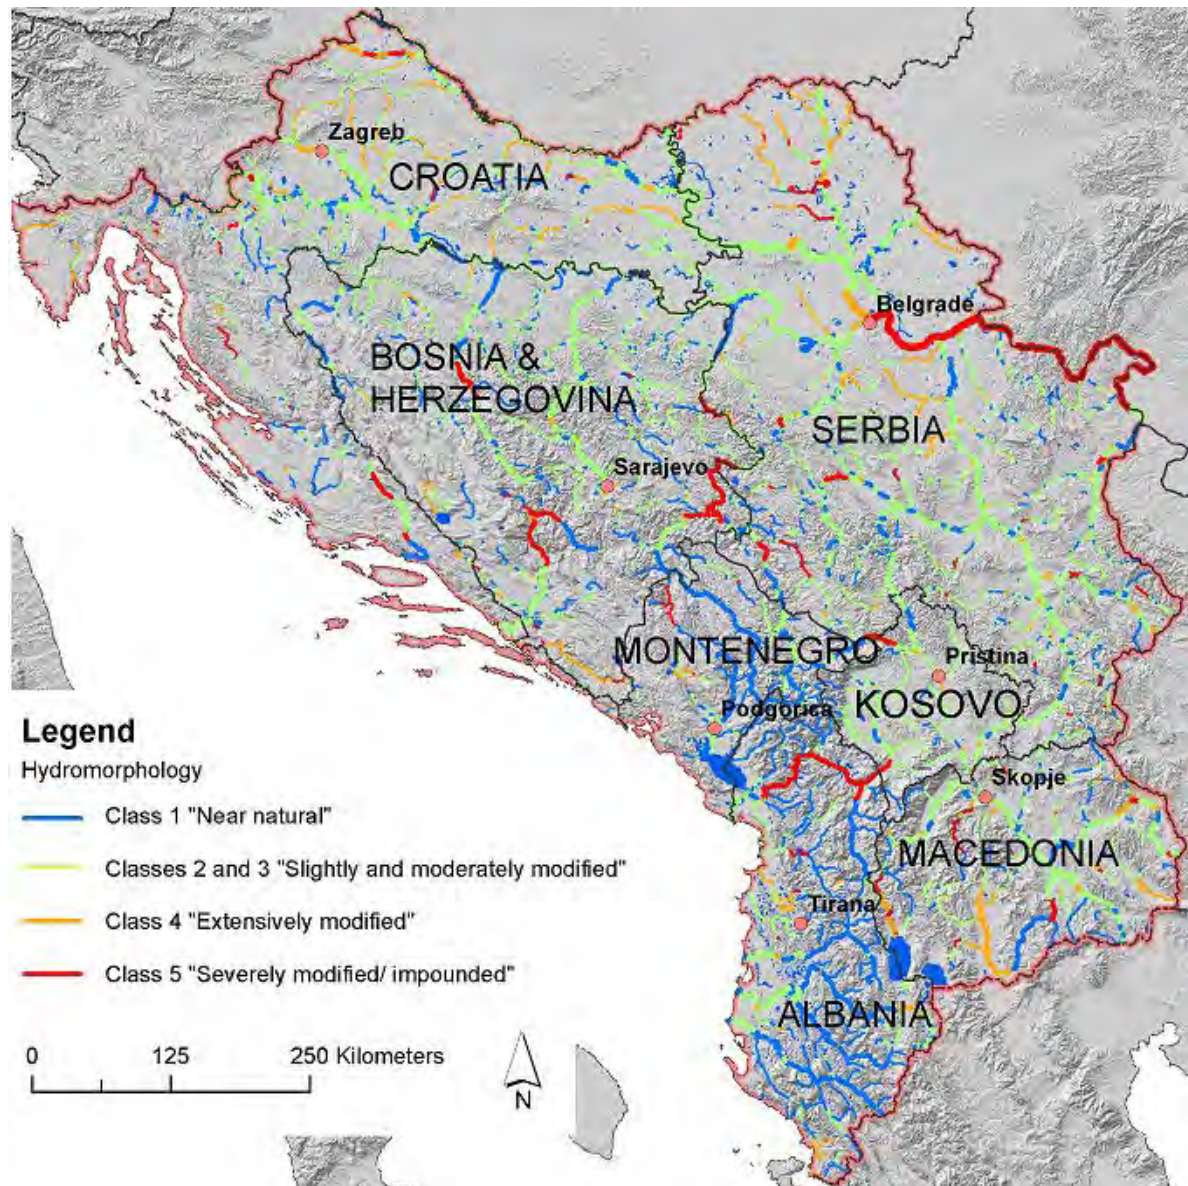 Zagreb
CROATIA
Belgrade
BOSNIA &
HERZEGOVINA
SERBIA
Sarajevo
MONTENEGRO
Pristina
KOSOVO
Podgorica
Skopje
MACEDONIA
Tirana
ALBANIA
Legend
Hydromorphology
Class 1 "Near natural"
Classes 2 and 3 "Slightly and moderately modified"
Class 4 "Extensively modified"
Class 5 "Severely modified/ impounded"
0 125 250 Kilometers
N